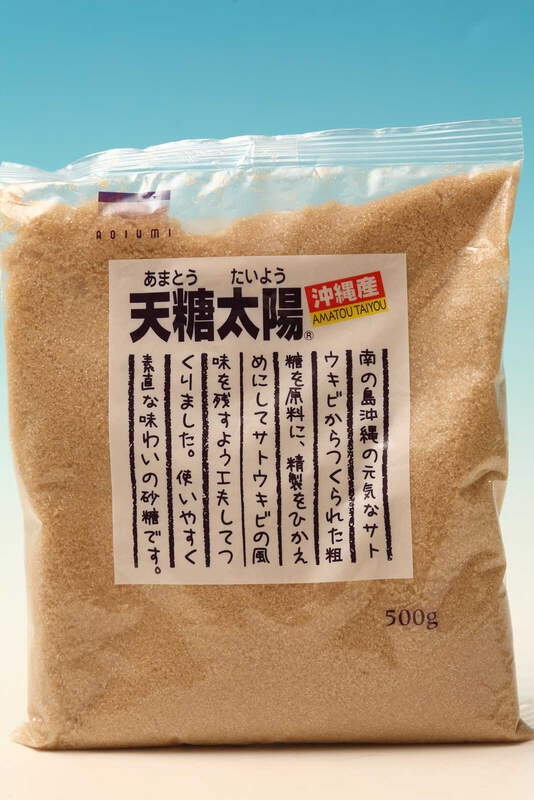 AOIUMI
あまとう たいよう
天糖太陽®
沖縄産
AMATOU TAIYOU
南の島沖縄の元気なサト
ウキビからつくられた粗
糖を原料に、精製をひかえ
めにしてサトウキビの風
味を残すよう工夫してつ
くりました。使いやすく
素直な味わいの砂糖です。
500g